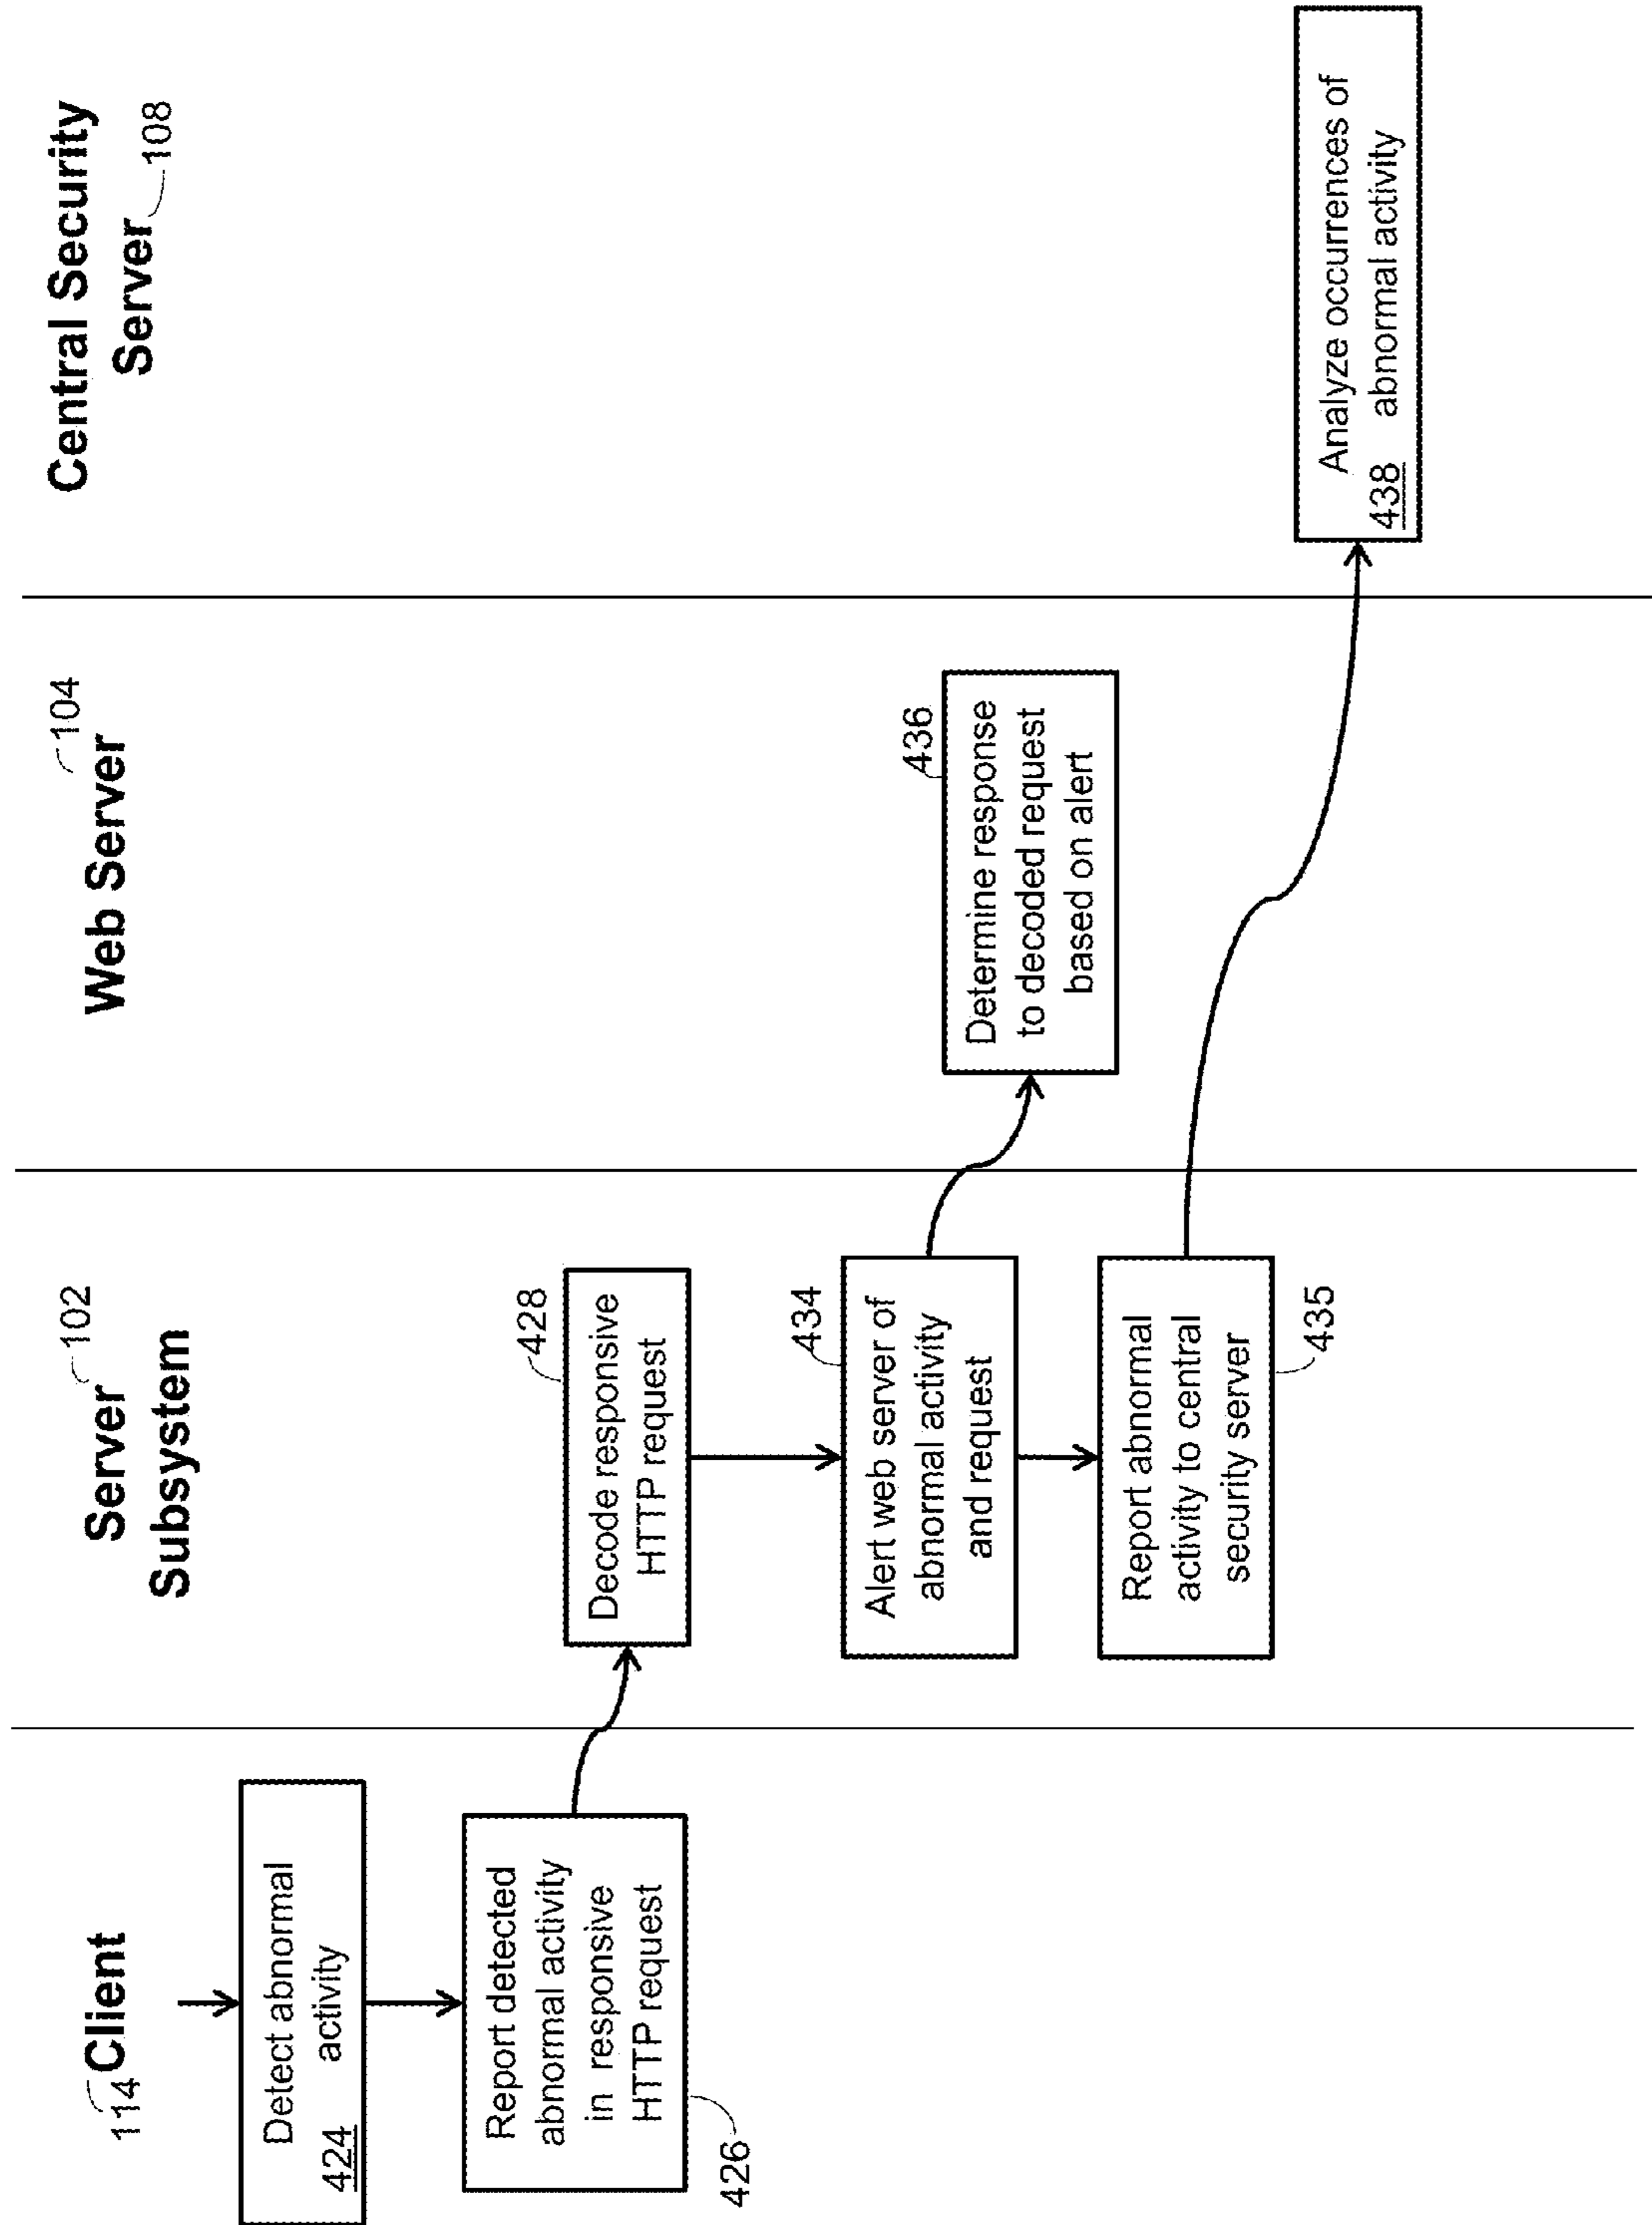 114
Client
Server
102
Subsystem
Web Server
104
Central Security
Server
108
Detect abnormal
424 activity
Report detected
abnormal activity
in responsive
HTTP request
426
428
Decode responsive
HTTP request
434
Alert web server of
abnormal activity
and request
436
Determine response
to decoded request
based on alert
Report abnormal
activity to central
security server
435
Analyze occurrences of
438 abnormal activity